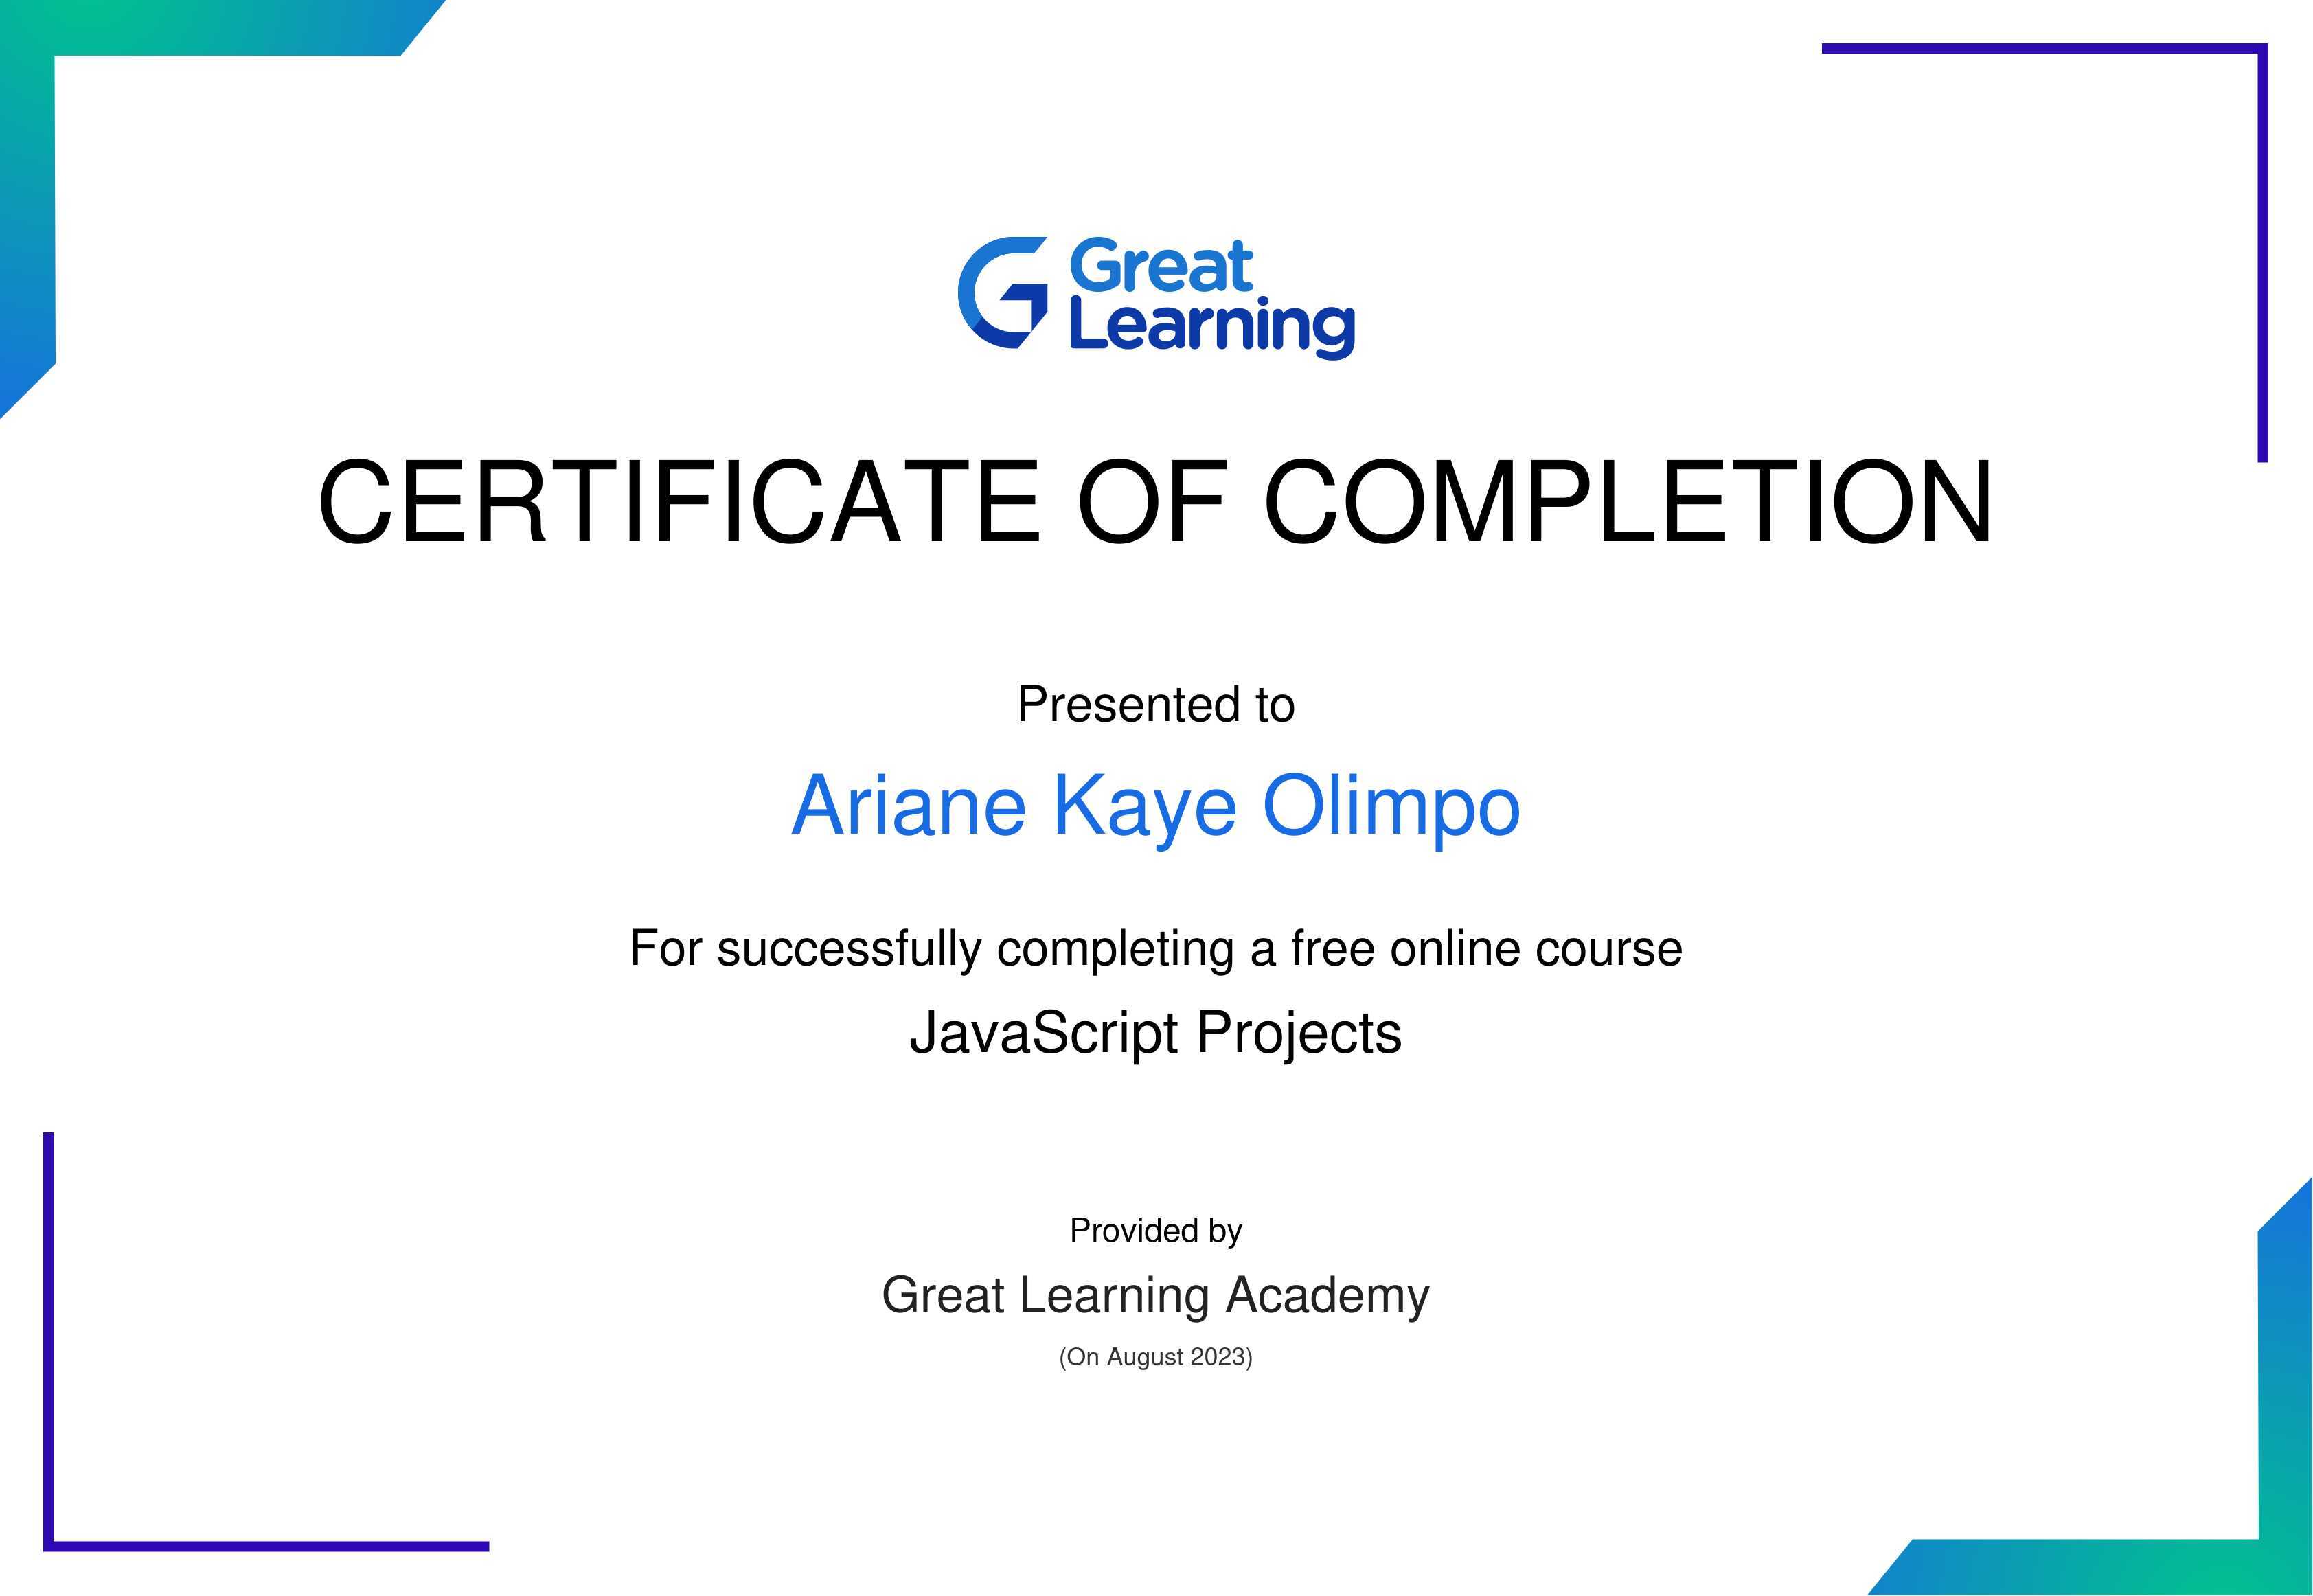 Great
Learning
CERTIFICATE OF COMPLETION
Presented to
Ariane Kaye Olimpo
For successfully completing a free online course
JavaScript Projects
Provided by
Great Learning Academy
(On August 2023)